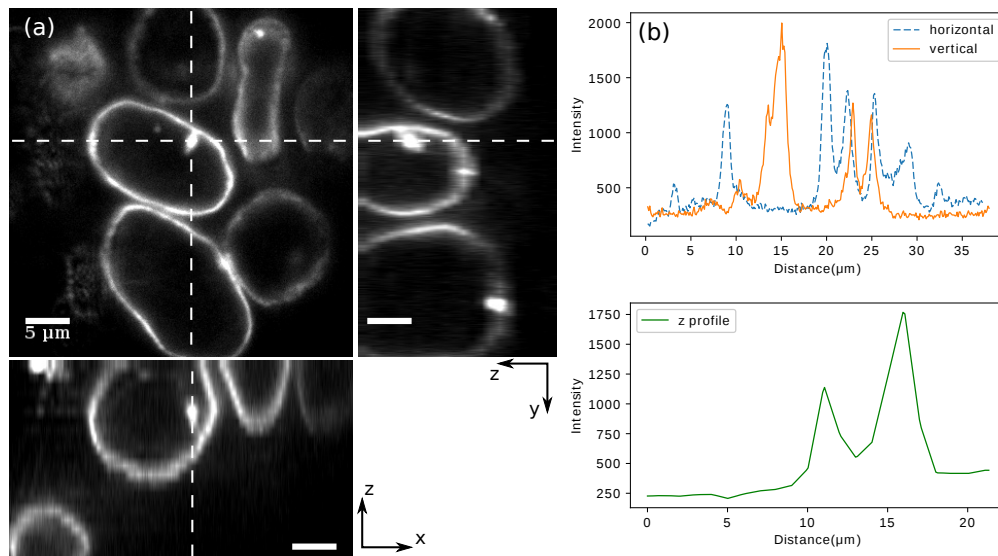 (a)
5 µm
z
y
z
x
(b)
horizontal
vertical
2000
1500
1000
500
Intensity
0 5 10 15 20 25 30 35
Distance(µm)
z profile
1750
1500
1250
1000
750
500
250
Intensity
0 5 10 15 20
Distance(µm)